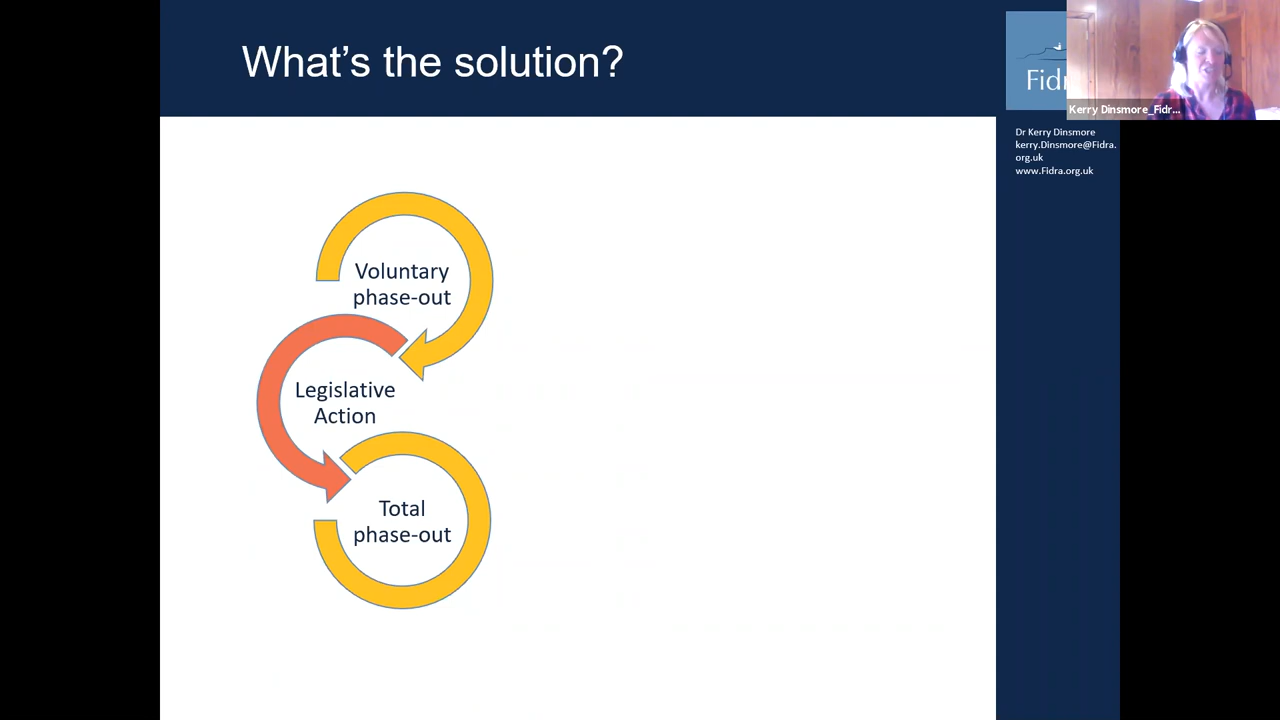 What's the solution?
Fid
Kerry Dinsmore_Fidr...
Dr Kerry Dinsmore
kerry.Dinsmore@Fidra.
org.uk
www.Fidra.org.uk
Voluntary
phase-out
Legislative
Action
Total
phase-out